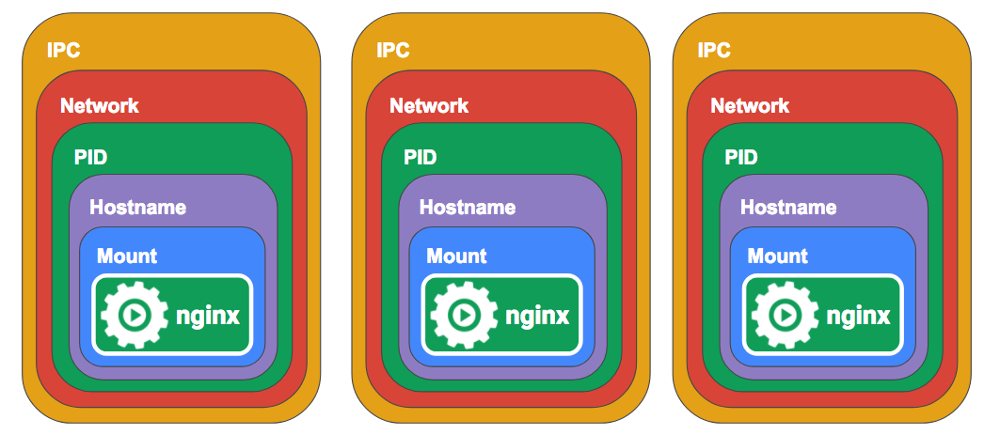 IPC
Network
PID
Hostname
Mount
nginx
IPC
Network
PID
Hostname
Mount
nginx
IPC
Network
PID
Hostname
Mount
nginx